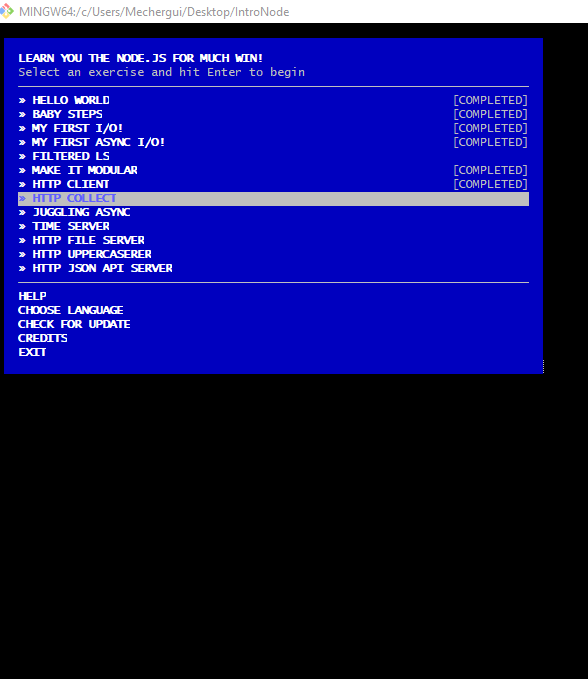 MINGW64:/c/Users/Mechergui/Desktop/IntroNode
LEARN YOU THE NODE.JS FOR MUCH WIN!
Select an exercise and hit Enter to begin
» HELLO WORLD [COMPLETED]
» BABY STEPS [COMPLETED]
» MY FIRST I/O! [COMPLETED]
» MY FIRST ASYNC I/O! [COMPLETED]
» FILTERED LS
» MAKE IT MODULAR [COMPLETED]
» HTTP CLIENT [COMPLETED]
» HTTP COLLECT
» JUGGLING ASYNC
» TIME SERVER
» HTTP FILE SERVER
» HTTP UPPERCASERER
» HTTP JSON API SERVER
HELP
CHOOSE LANGUAGE
CHECK FOR UPDATE
CREDITS
EXIT